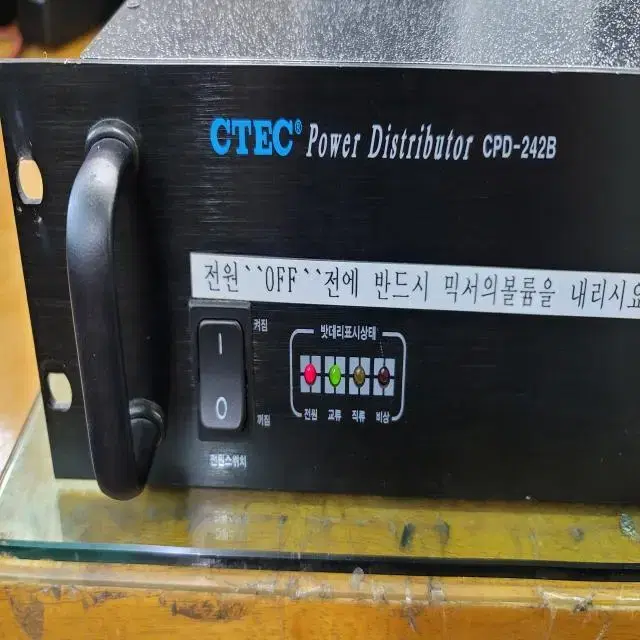 CTEC® Power Distributor CPD-242B
전원``OFF``전에 반드시 믹서의볼륨을 내리시요
켜짐
밧데리표시상태
전원 교류 직류 비상
꺼짐
전원스위치